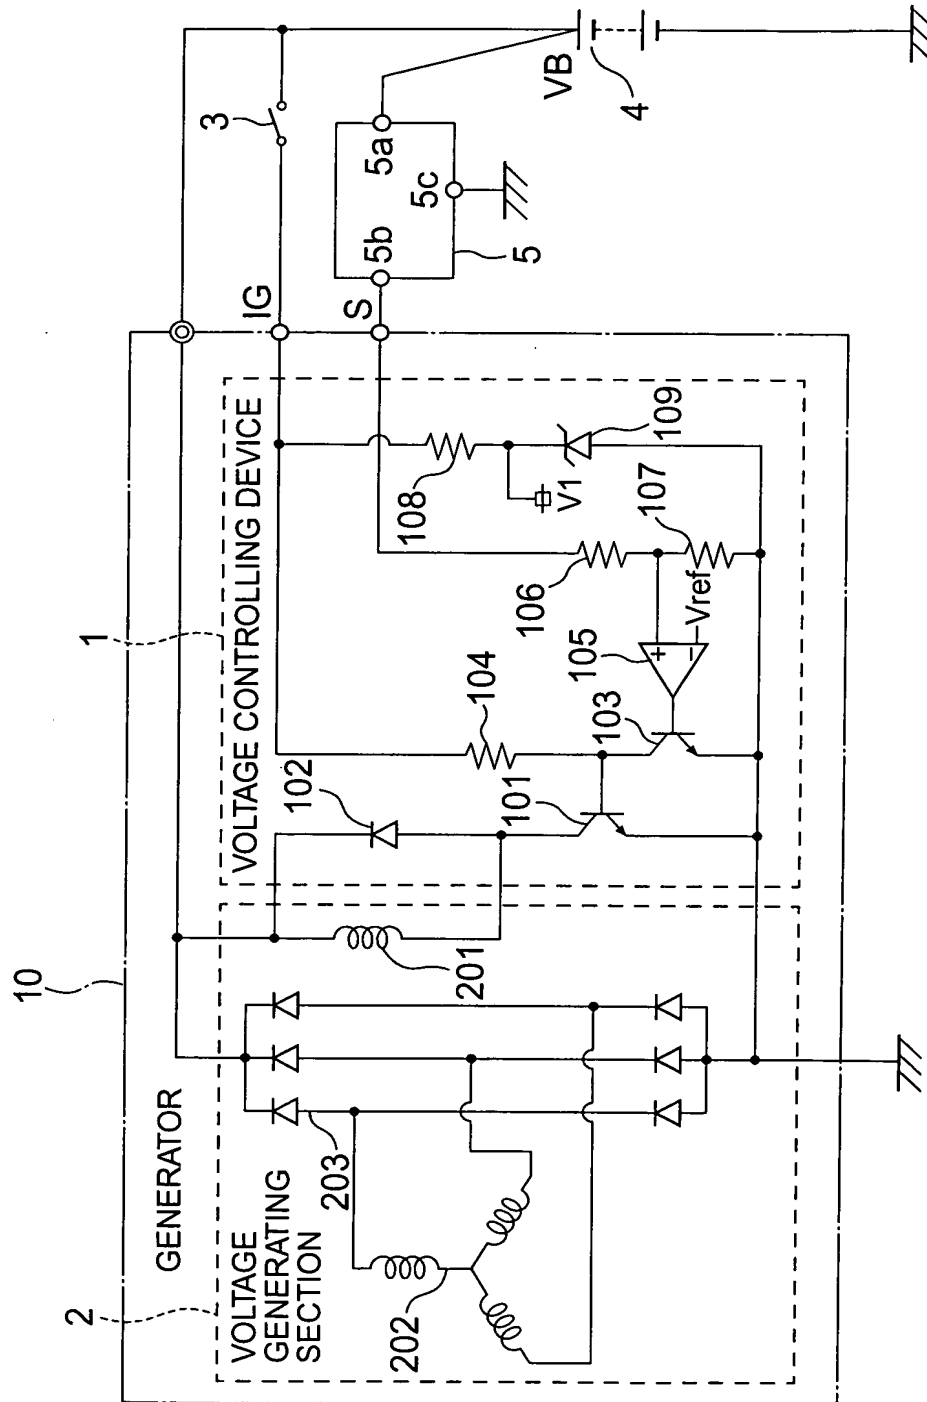 10
GENERATOR
2
VOLTAGE
GENERATING
SECTION
202
203
201
1
VOLTAGE CONTROLLING DEVICE
102
101
104
103
105
+
−
Vref
106
107
108
V1
109
IG
S
3
5b
5a
5c
5
VB
4